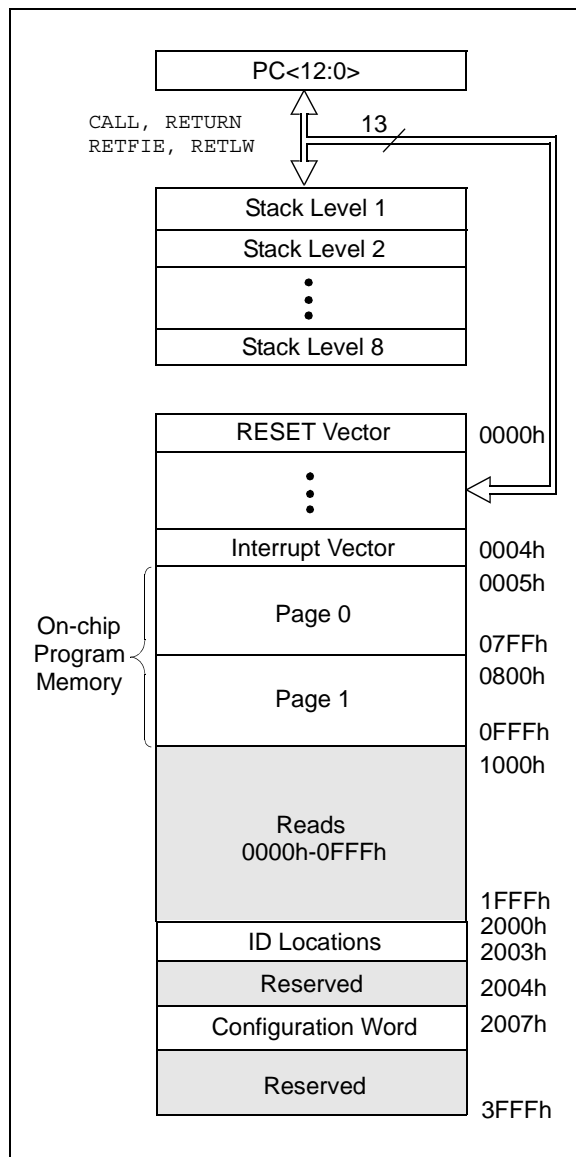 PC<12:0>
CALL, RETURN
RETFIE, RETLW
13
Stack Level 1
Stack Level 2
Stack Level 8
RESET Vector
0000h
Interrupt Vector
0004h
0005h
On-chip
Program
Memory
Page 0
07FFh
0800h
Page 1
0FFFh
1000h
Reads
0000h-0FFFh
1FFFh
2000h
ID Locations
2003h
Reserved
2004h
Configuration Word
2007h
Reserved
3FFFh